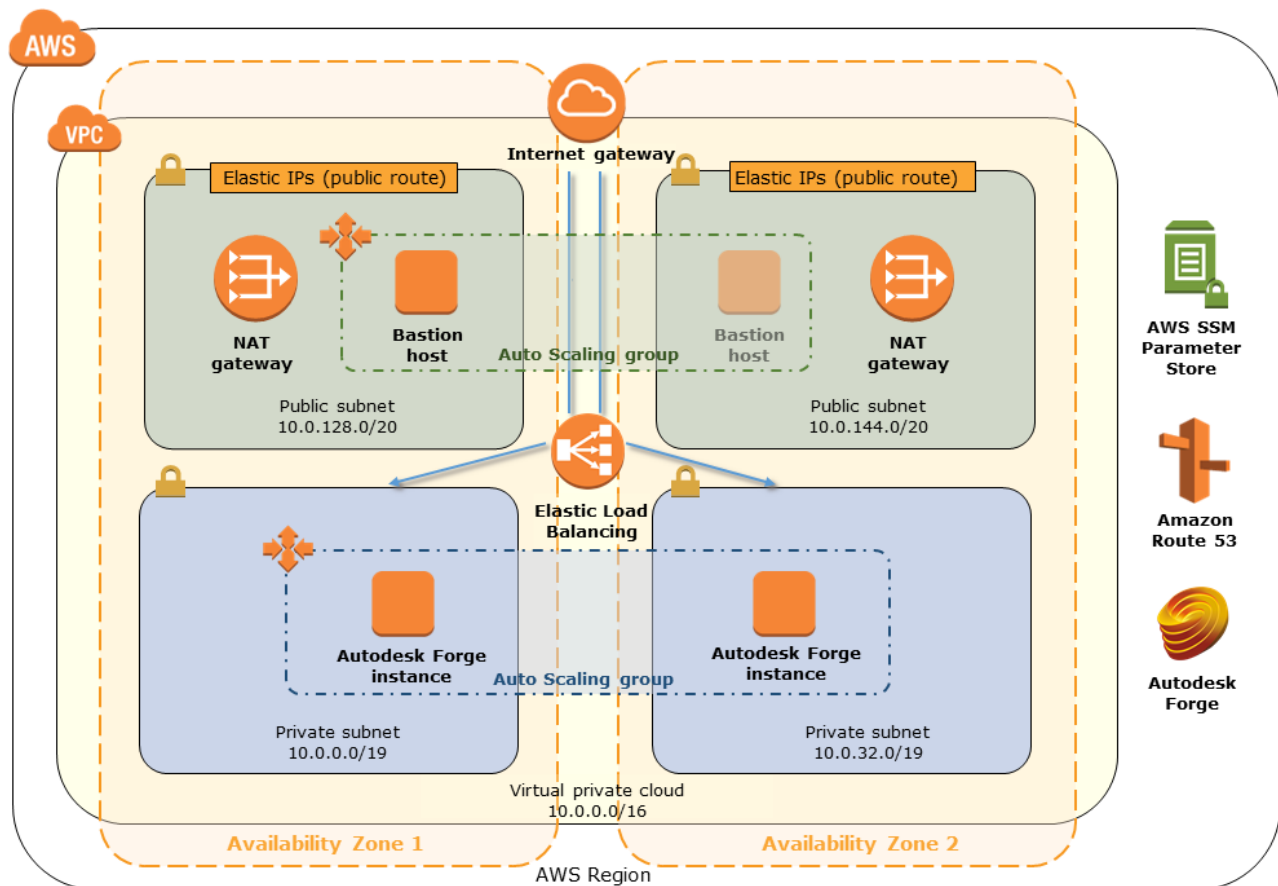 AWS
VPC
Internet gateway
Elastic IPs (public route)
Elastic IPs (public route)
NAT
gateway
Bastion
host
Auto Scaling group
Bastion
host
NAT
gateway
Public subnet
10.0.128.0/20
Public subnet
10.0.144.0/20
Elastic Load
Balancing
Autodesk Forge
instance
Auto Scaling group
Autodesk Forge
instance
Private subnet
10.0.0.0/19
Private subnet
10.0.32.0/19
Virtual private cloud
10.0.0.0/16
Availability Zone 1
Availability Zone 2
AWS Region
AWS SSM
Parameter
Store
Amazon
Route 53
Autodesk
Forge